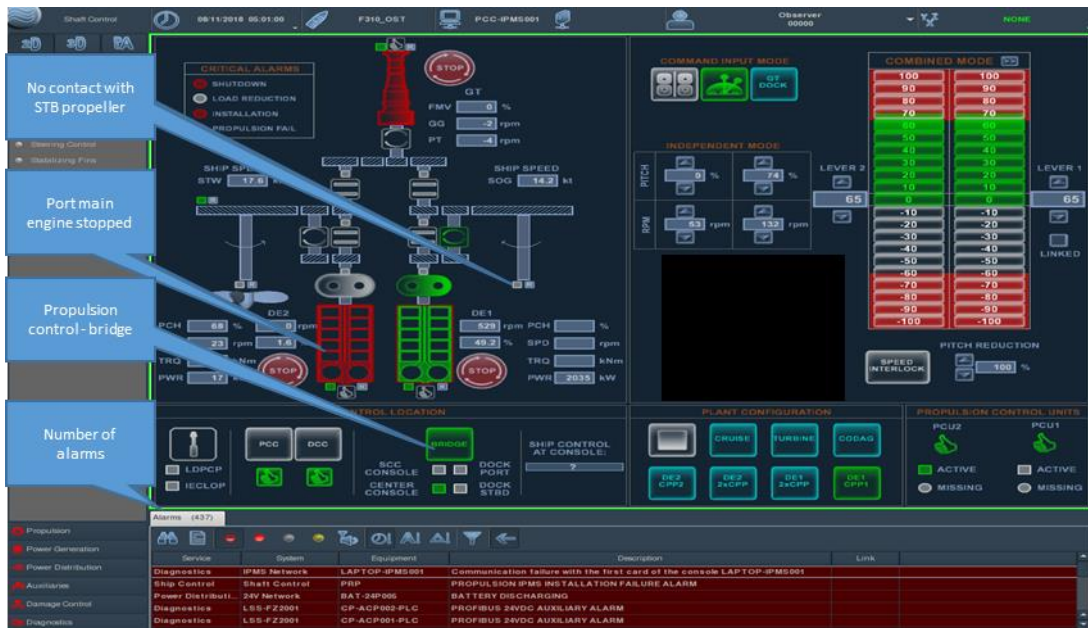 Shaft Control
08/11/2018 05:01:00
F310_OST
PCC-IPMS001
Observer
00000
NONE
No contact with
STB propeller
Port main
engine stopped
Propulsion
control - bridge
Number of
alarms
Steering Control
Stabilizing Fins
CRITICAL ALARMS
SHUTDOWN
LOAD REDUCTION
INSTALLATION
PROPULSION FAIL
STOP
GT
FMV 0 %
GG -2 rpm
PT -4 rpm
SHIP SPEED
STW 17.6
SHIP SPEED
SOG 14.2 kt
DE2
DE1
PCH 68 % 0 rpm
529 rpm PCH %
23 rpm 1.6
49.2 % SPD rpm
TRQ kNm
TRQ kNm
STOP
STOP
PWR 17
PWR 2035 kW
COMMAND INPUT MODE
GT
DOCK
INDEPENDENT MODE
PITCH 0 % 74 %
RPM 53 rpm 132 rpm
COMBINED MODE
100 100
90 90
80 80
70 70
60 60
50 50
40 40
30 30
20 20
10 10
0 0
-10 -10
-20 -20
-30 -30
-40 -40
-50 -50
-60 -60
-70 -70
-80 -80
-90 -90
-100 -100
LEVER 2
65
LEVER 1
65
LINKED
SPEED
INTERLOCK
PITCH REDUCTION
100 %
CONTROL LOCATION
LDPCP
IECLOP
PCC
DCC
BRIDGE
SCC
CONSOLE
DOCK
PORT
CENTER
CONSOLE
DOCK
STBD
SHIP CONTROL
AT CONSOLE:
?
PLANT CONFIGURATION
CRUISE
TURBINE
CODAG
DE2
CPP2
DE2
2xCPP
DE1
2xCPP
DE1
CPP1
PROPULSION CONTROL UNITS
PCU2
PCU1
ACTIVE
ACTIVE
MISSING
MISSING
Propulsion
Power Generation
Power Distribution
Auxiliaries
Damage Control
Diagnostics
Alarms (437)
Service System Equipment Description Link
Diagnostics IPMS Network LAPTOP-IPMS001 Communication failure with the first card of the console LAPTOP-IPMS001
Ship Control Shaft Control PRP PROPULSION IPMS INSTALLATION FAILURE ALARM
Power Distributi... 24V Network BAT-24P005 BATTERY DISCHARGING
Diagnostics LSS-FZ2001 CP-ACP002-PLC PROFIBUS 24VDC AUXILIARY ALARM
Diagnostics LSS-FZ2001 CP-ACP001-PLC PROFIBUS 24VDC AUXILIARY ALARM